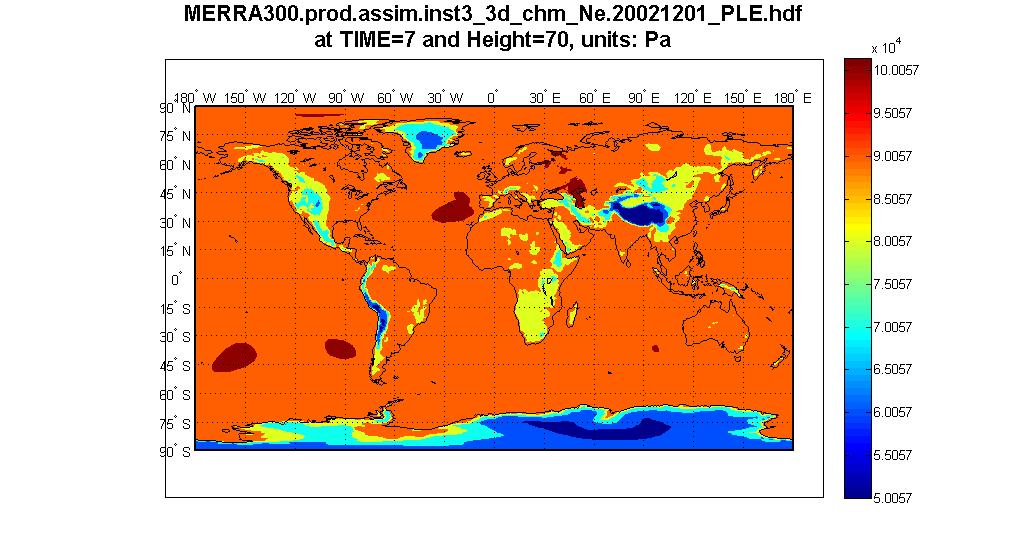 MERRA300.prod.assim.inst3_3d_chm_Ne.20021201_PLE.hdf
at TIME=7 and Height=70, units: Pa
x 10^4
180° W 150° W 120° W 90° W 60° W 30° W 0° 30° E 60° E 90° E 120° E 150° E 180° E
90° N
75° N
60° N
45° N
30° N
15° N
0°
15° S
30° S
45° S
60° S
75° S
90° S
10.0057
9.5057
9.0057
8.5057
8.0057
7.5057
7.0057
6.5057
6.0057
5.5057
5.0057